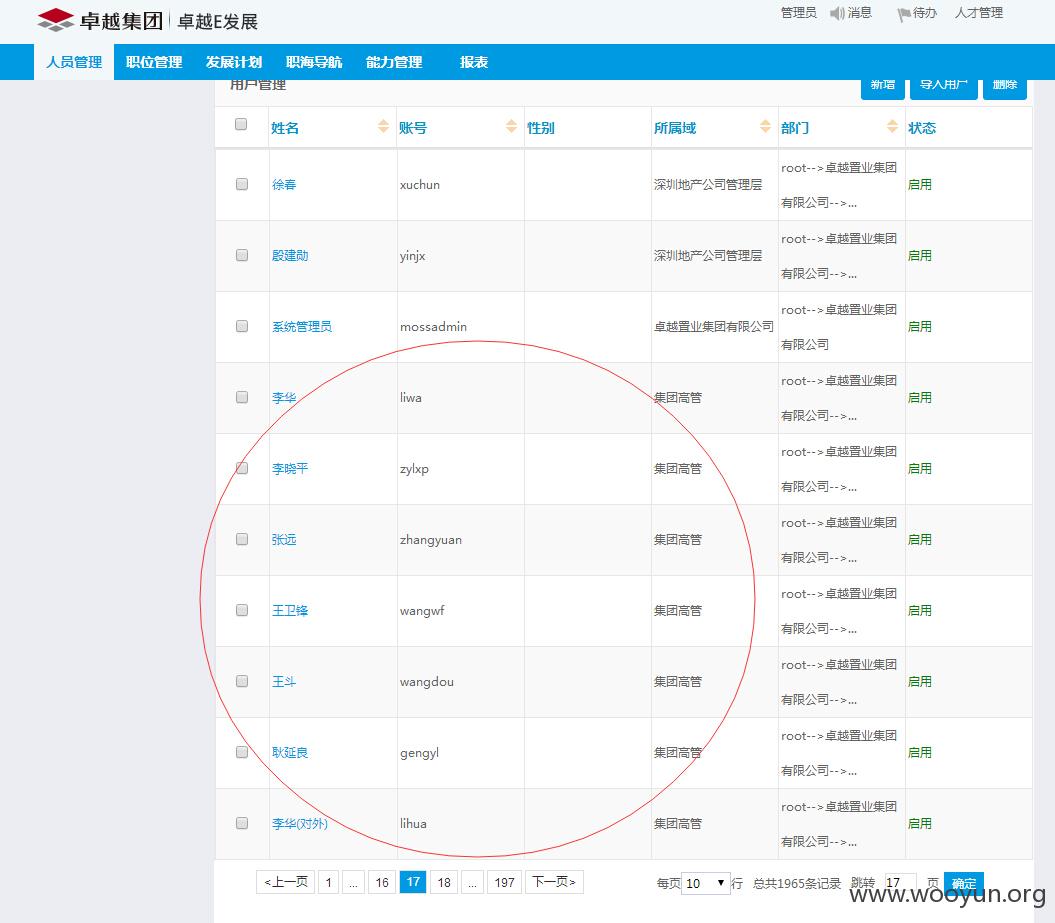 卓越集团 卓越E发展
管理员 消息 待办 人才管理
人员管理 职位管理 发展计划 职海导航 能力管理 报表
用户管理 新增 导入用户 删除
姓名 账号 性别 所属域 部门 状态
徐春 xuchun 深圳地产公司管理层 root-->卓越置业集团有限公司-->... 启用
殷建勋 yinjx 深圳地产公司管理层 root-->卓越置业集团有限公司-->... 启用
系统管理员 mossadmin 卓越置业集团有限公司 root-->卓越置业集团有限公司 启用
李华 liwa 集团高管 root-->卓越置业集团有限公司-->... 启用
李晓平 zylxp 集团高管 root-->卓越置业集团有限公司-->... 启用
张远 zhangyuan 集团高管 root-->卓越置业集团有限公司-->... 启用
王卫锋 wangwf 集团高管 root-->卓越置业集团有限公司-->... 启用
王斗 wangdou 集团高管 root-->卓越置业集团有限公司-->... 启用
耿延良 gengyl 集团高管 root-->卓越置业集团有限公司-->... 启用
李华(对外) lihua 集团高管 root-->卓越置业集团有限公司-->... 启用
<上一页 1 ... 16 17 18 ... 197 下一页> 每页 10 行 总共1965条记录 跳转 17 页 确定
www.wooyun.org